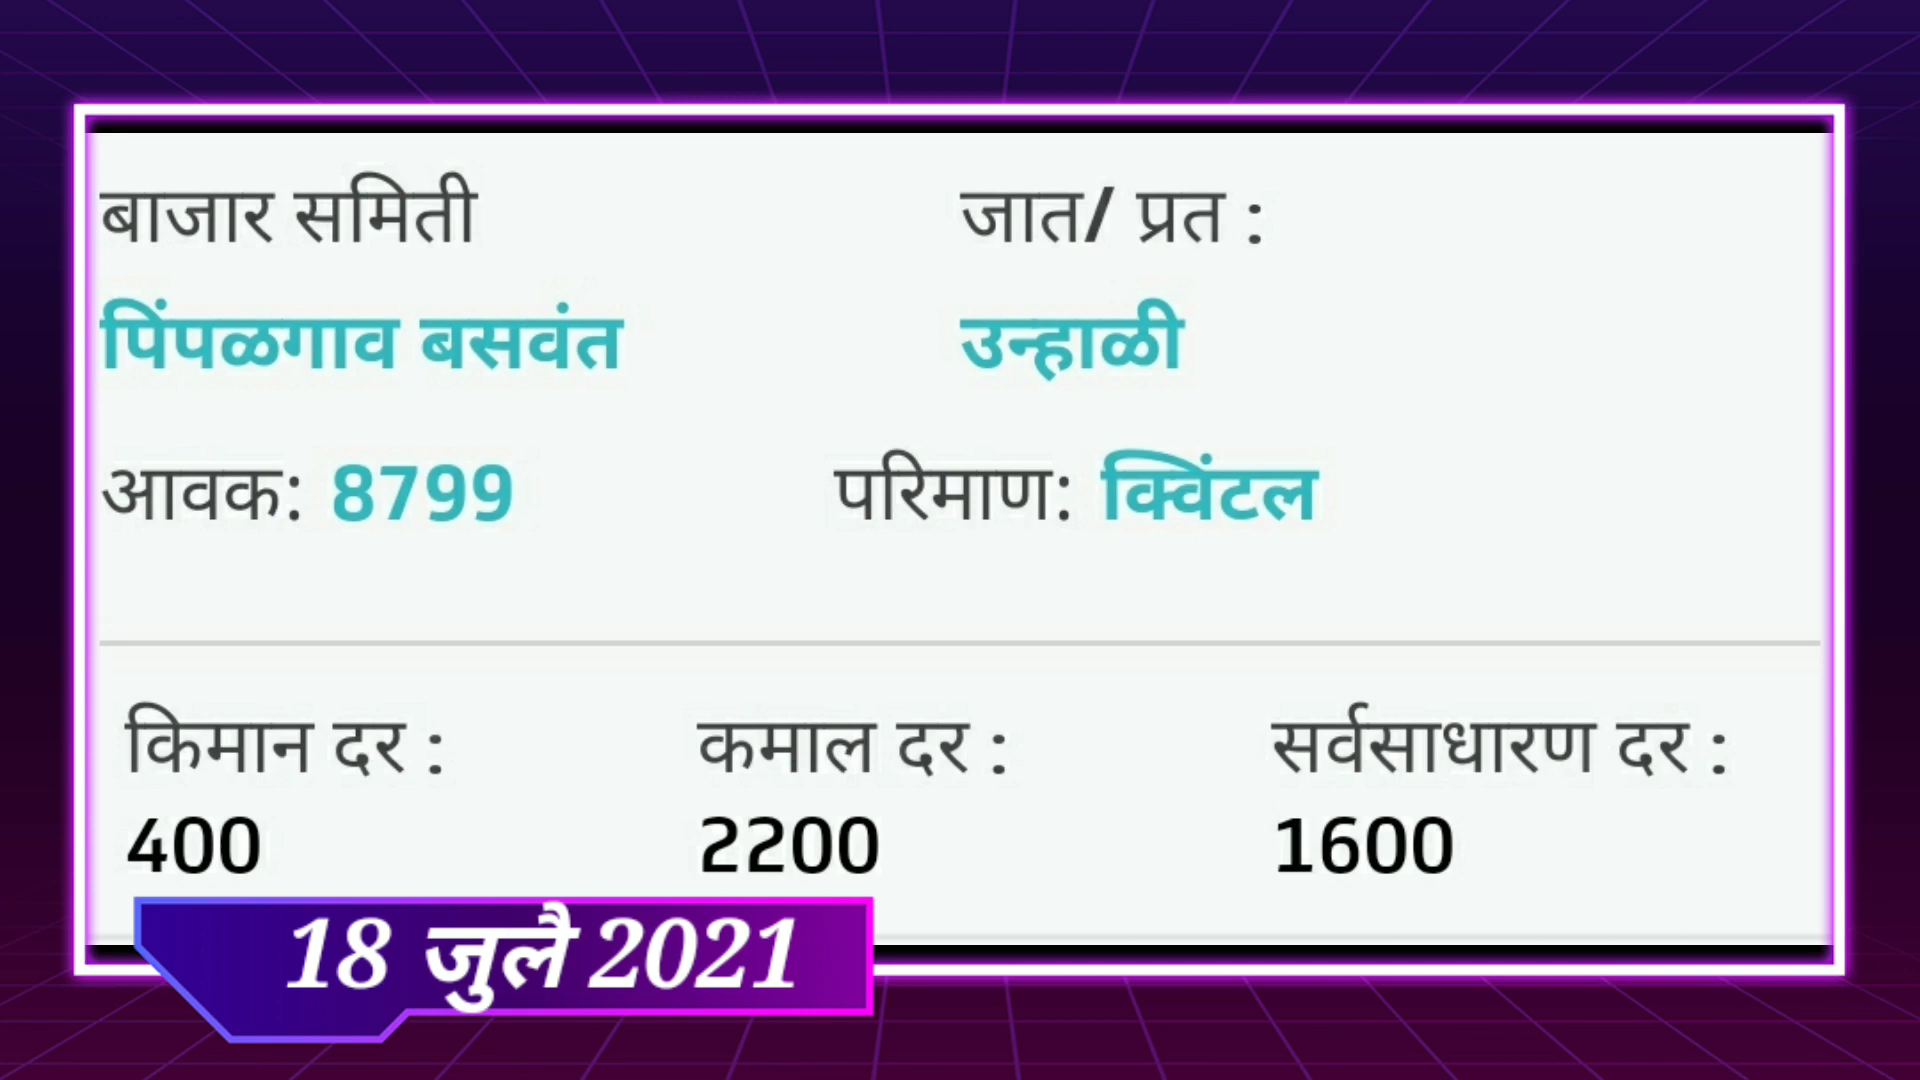 बाजार समिती
जात/ प्रत :
पिंपळगाव बसवंत
उन्हाळी
आवक: 8799
परिमाण: क्विंटल
किमान दर :
कमाल दर :
सर्वसाधारण दर :
400
2200
1600
18 जुलै 2021